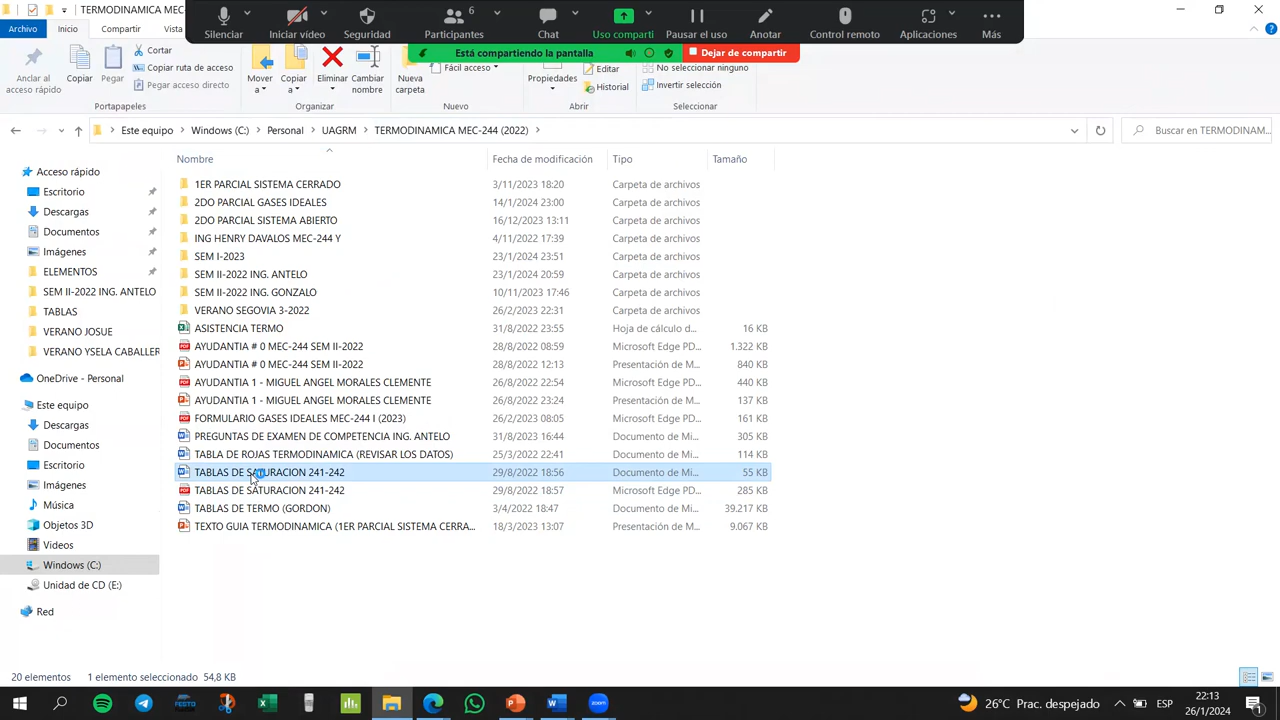 TERMODINAMICA MEC-244
Archivo Inicio Compartir Vista
Silenciar Iniciar vídeo Seguridad Participantes 6 Chat Uso comparti Pausar el uso Anotar Control remoto Aplicaciones Más
Está compartiendo la pantalla Dejar de compartir
Anclar al acceso rápido
Copiar
Pegar
Cortar
Copiar ruta de acceso
Pegar acceso directo
Mover a
Copiar a
Eliminar
Cambiar nombre
Nueva carpeta
Fácil acceso
Propiedades
Editar
Historial
No seleccionar ninguno
Invertir selección
Portapapeles Organizar Nuevo Abrir Seleccionar
Este equipo Windows (C:) Personal UAGRM TERMODINAMICA MEC-244 (2022)
Buscar en TERMODINAM...
Nombre Fecha de modificación Tipo Tamaño
1ER PARCIAL SISTEMA CERRADO 3/11/2023 18:20 Carpeta de archivos
2DO PARCIAL GASES IDEALES 14/1/2024 23:00 Carpeta de archivos
2DO PARCIAL SISTEMA ABIERTO 16/12/2023 13:11 Carpeta de archivos
ING HENRY DAVALOS MEC-244 Y 4/11/2022 17:39 Carpeta de archivos
SEM I-2023 23/1/2024 23:51 Carpeta de archivos
SEM II-2022 ING. ANTELO 23/1/2024 20:59 Carpeta de archivos
SEM II-2022 ING. GONZALO 10/11/2023 17:46 Carpeta de archivos
VERANO SEGOVIA 3-2022 26/2/2023 22:31 Carpeta de archivos
ASISTENCIA TERMO 31/8/2022 23:55 Hoja de cálculo d... 16 KB
AYUDANTIA # 0 MEC-244 SEM II-2022 28/8/2022 08:59 Microsoft Edge PD... 1.322 KB
AYUDANTIA # 0 MEC-244 SEM II-2022 28/8/2022 12:13 Presentación de M... 840 KB
AYUDANTIA 1 - MIGUEL ANGEL MORALES CLEMENTE 26/8/2022 22:54 Microsoft Edge PD... 440 KB
AYUDANTIA 1 - MIGUEL ANGEL MORALES CLEMENTE 26/8/2022 23:24 Presentación de M... 137 KB
FORMULARIO GASES IDEALES MEC-244 I (2023) 26/2/2023 08:05 Microsoft Edge PD... 161 KB
PREGUNTAS DE EXAMEN DE COMPETENCIA ING. ANTELO 31/8/2023 16:44 Documento de Mi... 305 KB
TABLA DE ROJAS TERMODINAMICA (REVISAR LOS DATOS) 25/3/2022 22:41 Documento de Mi... 114 KB
TABLAS DE SATURACION 241-242 29/8/2022 18:56 Documento de Mi... 55 KB
TABLAS DE SATURACION 241-242 29/8/2022 18:57 Microsoft Edge PD... 285 KB
TABLAS DE TERMO (GORDON) 3/4/2022 18:47 Documento de Mi... 39.217 KB
TEXTO GUIA TERMODINAMICA (1ER PARCIAL SISTEMA CERRA... 18/3/2023 13:07 Presentación de M... 9.067 KB
Acceso rápido
Escritorio
Descargas
Documentos
Imágenes
ELEMENTOS
SEM II-2022 ING. ANTELO
TABLAS
VERANO JOSUE
VERANO YSELA CABALLER
OneDrive - Personal
Este equipo
Descargas
Documentos
Escritorio
Imágenes
Música
Objetos 3D
Videos
Windows (C:)
Unidad de CD (E:)
Red
20 elementos 1 elemento seleccionado 54,8 KB
FESTO
zoom
26°C Prac. despejado
ESP
22:13
26/1/2024